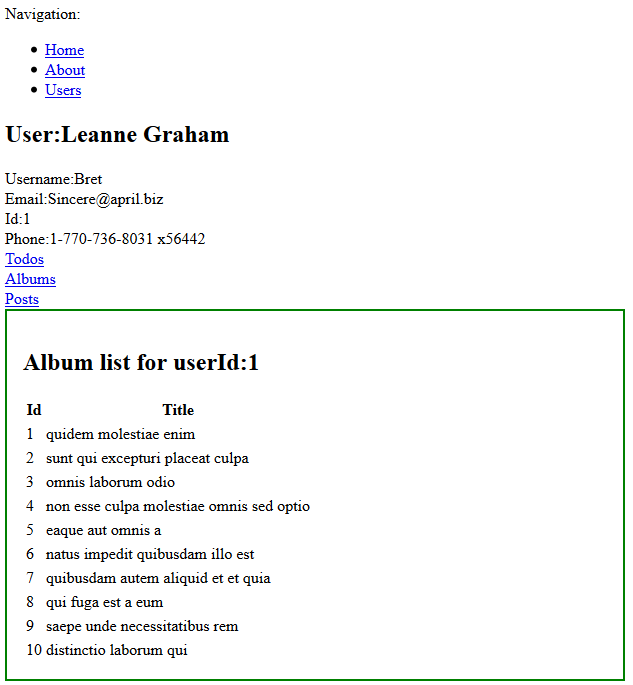 Navigation:
Home
About
Users
User:Leanne Graham
Username:Bret
Email:Sincere@april.biz
Id:1
Phone:1-770-736-8031 x56442
Todos
Albums
Posts
Album list for userId:1
Id Title
1 quidem molestiae enim
2 sunt qui excepturi placeat culpa
3 omnis laborum odio
4 non esse culpa molestiae omnis sed optio
5 eaque aut omnis a
6 natus impedit quibusdam illo est
7 quibusdam autem aliquid et et quia
8 qui fuga est a eum
9 saepe unde necessitatibus rem
10 distinctio laborum qui